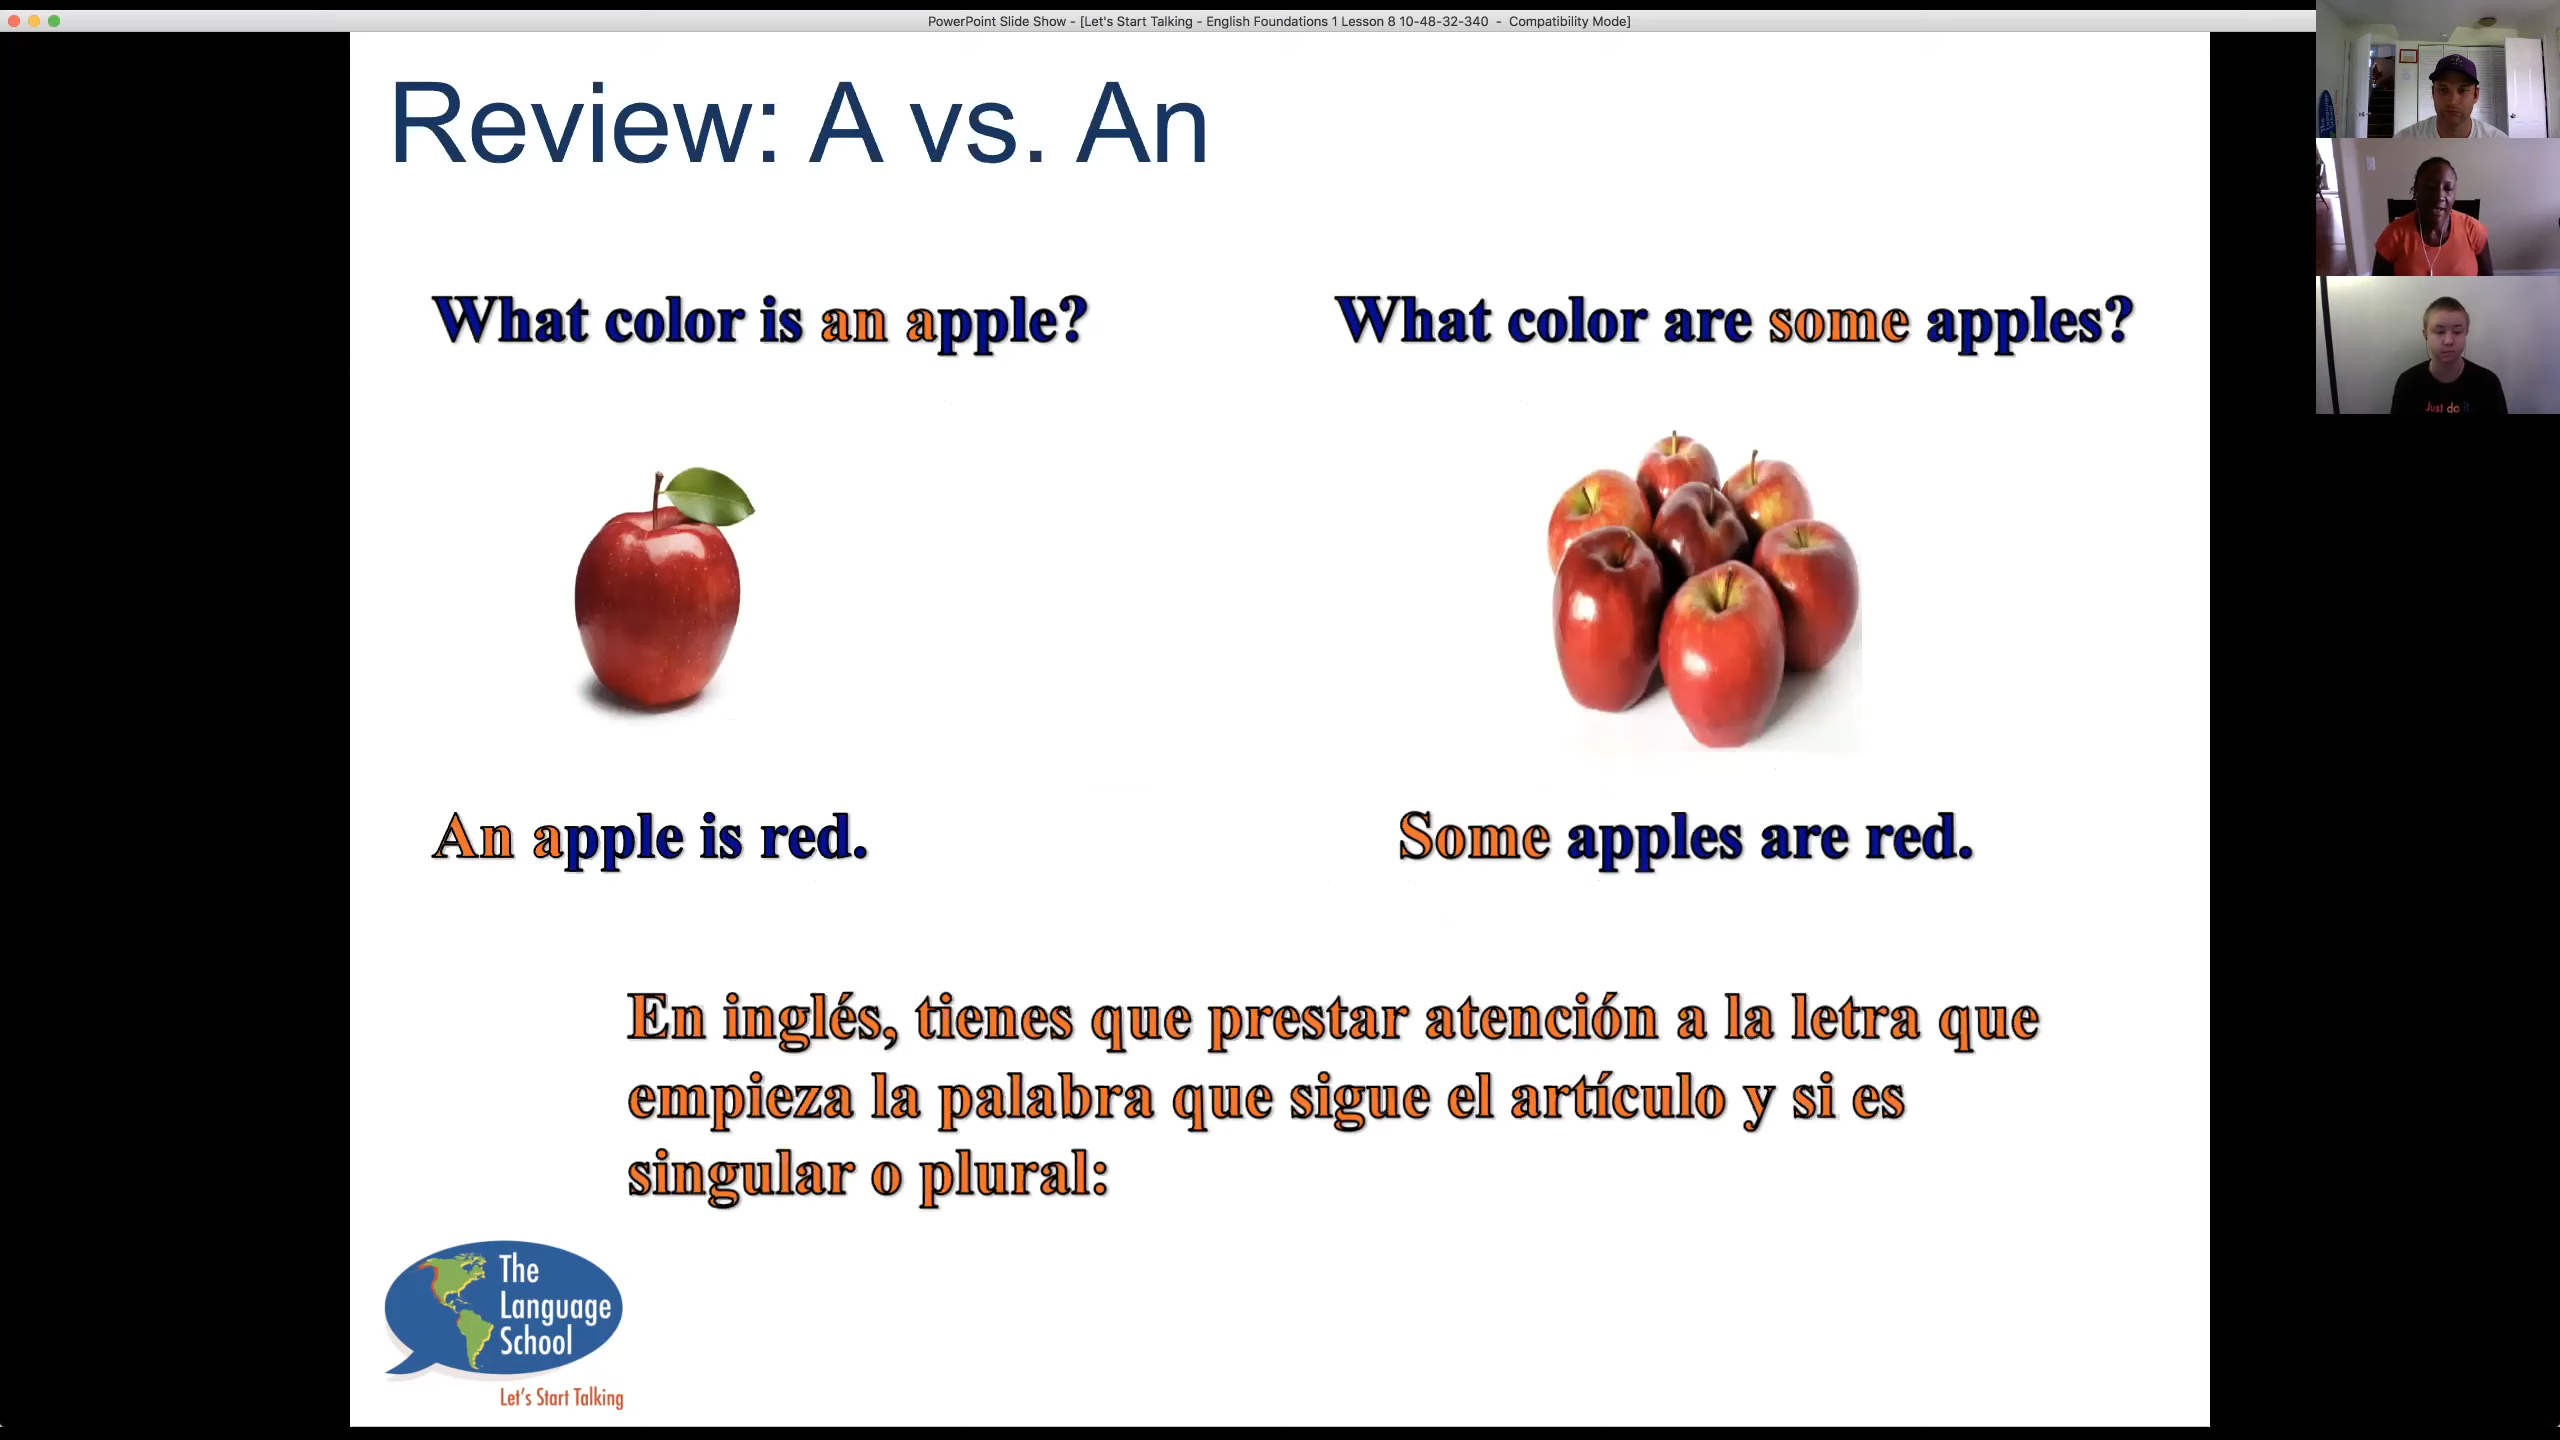 PowerPoint Slide Show - [Let's Start Talking - English Foundations 1 Lesson 8 10-48-32-340 - Compatibility Mode]
Review: A vs. An
What color is an apple?
What color are some apples?
An apple is red.
Some apples are red.
En inglés, tienes que prestar atención a la letra que
empieza la palabra que sigue el artículo y si es
singular o plural:
The
Language
School
Let's Start Talking
Just do it.